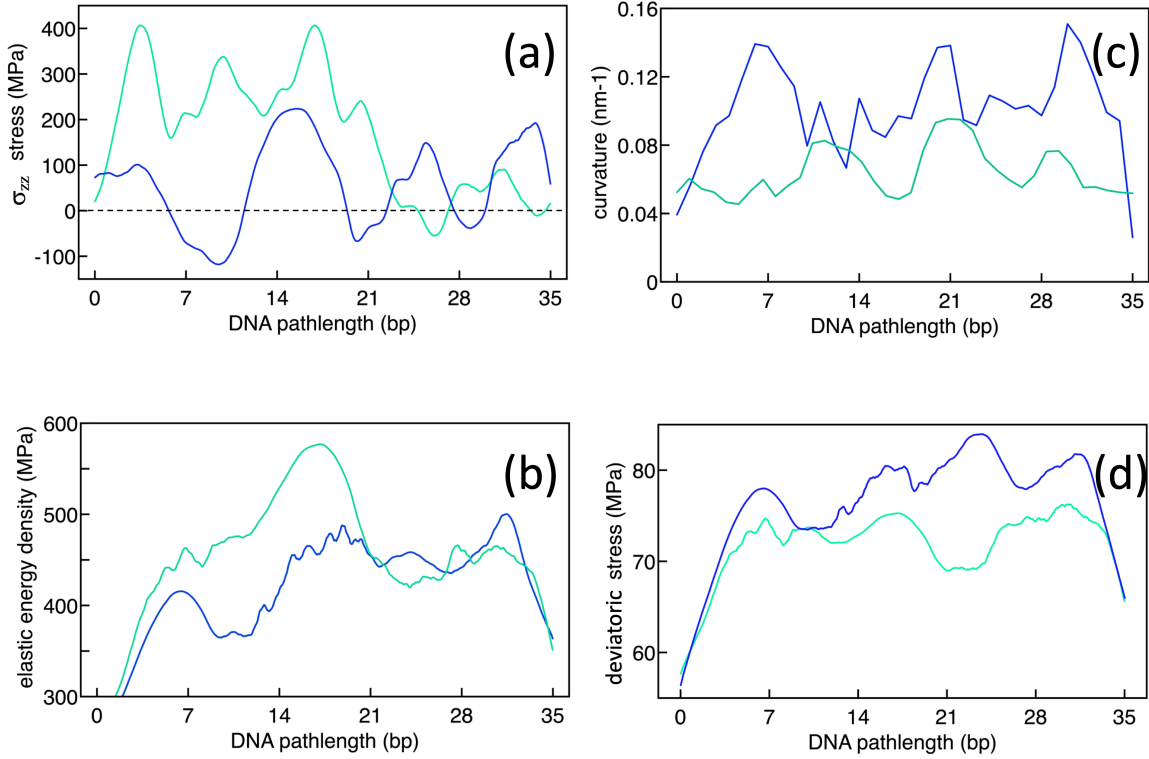 400
300
200
100
0
-100
σzz stress (MPa)
(a)
0 7 14 21 28 35
DNA pathlength (bp)
0.16
0.12
0.08
0.04
0
curvature (nm-1)
(c)
0 7 14 21 28 35
DNA pathlength (bp)
600
500
400
300
elastic energy density (MPa)
(b)
0 7 14 21 28 35
DNA pathlength (bp)
80
70
60
deviatoric stress (MPa)
(d)
0 7 14 21 28 35
DNA pathlength (bp)